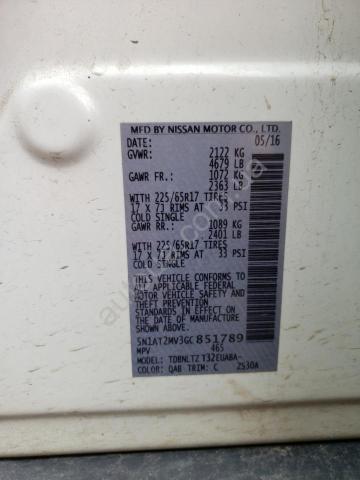 MFD BY NISSAN MOTOR CO., LTD.
DATE: 05/16
GVWR: 2122 KG
4679 LB
GAWR FR.: 1072 KG
2363 LB
WITH 225/65R17 TIRES
17 X 7J RIMS AT 33 PSI
COLD SINGLE
GAWR RR.: 1089 KG
2401 LB
WITH 225/65R17 TIRES
17 X 7J RIMS AT 33 PSI
COLD SINGLE
THIS VEHICLE CONFORMS TO
ALL APPLICABLE FEDERAL
MOTOR VEHICLE SAFETY
AND THEFT PREVENTION
STANDARDS IN EFFECT ON
THE DATE OF MANUFACTURE
SHOWN ABOVE.
5N1AT2MV3GC851789
MPV 465
MODEL: TDBNLTZ T32EUABA-
COLOR: QAB TRIM: C 2530A